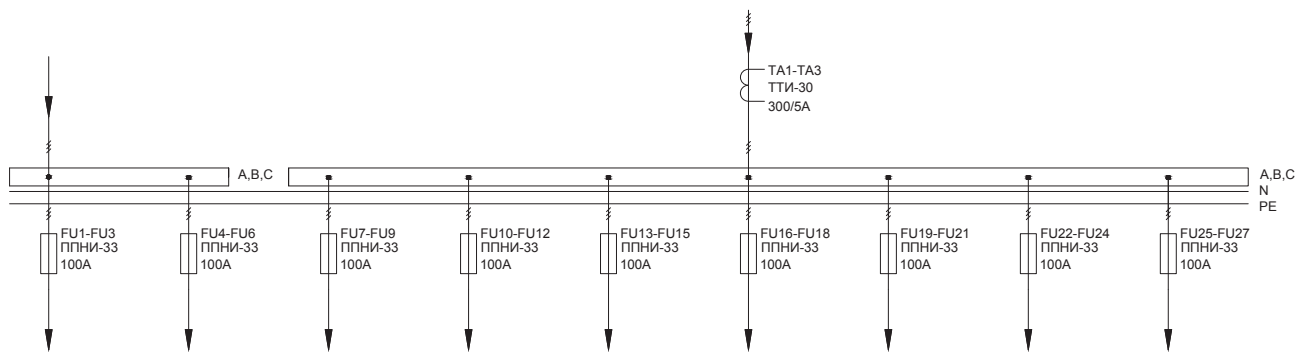 TA1-TA3
ТТИ-30
300/5А
A,B,C
A,B,C
N
PE
FU1-FU3
ППНИ-33
100А
FU4-FU6
ППНИ-33
100А
FU7-FU9
ППНИ-33
100А
FU10-FU12
ППНИ-33
100А
FU13-FU15
ППНИ-33
100А
FU16-FU18
ППНИ-33
100А
FU19-FU21
ППНИ-33
100А
FU22-FU24
ППНИ-33
100А
FU25-FU27
ППНИ-33
100А